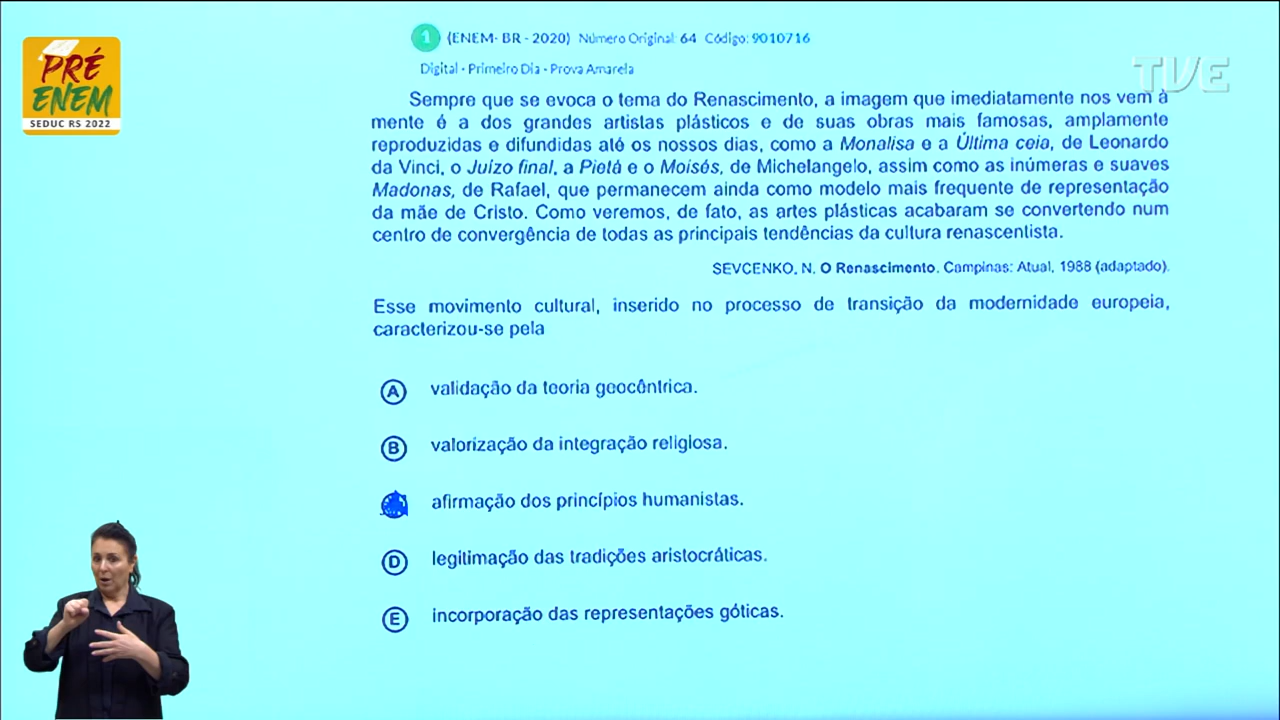 PRÉ
ENEM
SEDUC RS 2022
TVE
1 (ENEM- BR - 2020) Número Original: 64 Código: 9010716
Digital - Primeiro Dia - Prova Amarela
Sempre que se evoca o tema do Renascimento, a imagem que imediatamente nos vem à
mente é a dos grandes artistas plásticos e de suas obras mais famosas, amplamente
reproduzidas e difundidas até os nossos dias, como a Monalisa e a Última ceia, de Leonardo
da Vinci, o Juízo final, a Pietá e o Moisés, de Michelangelo, assim como as inúmeras e suaves
Madonas, de Rafael, que permanecem ainda como modelo mais frequente de representação
da mãe de Cristo. Como veremos, de fato, as artes plásticas acabaram se convertendo num
centro de convergência de todas as principais tendências da cultura renascentista.
SEVCENKO, N. O Renascimento. Campinas: Atual, 1988 (adaptado).
Esse movimento cultural, inserido no processo de transição da modernidade europeia,
caracterizou-se pela
A validação da teoria geocêntrica.
B valorização da integração religiosa.
afirmação dos princípios humanistas.
D legitimação das tradições aristocráticas.
E incorporação das representações góticas.